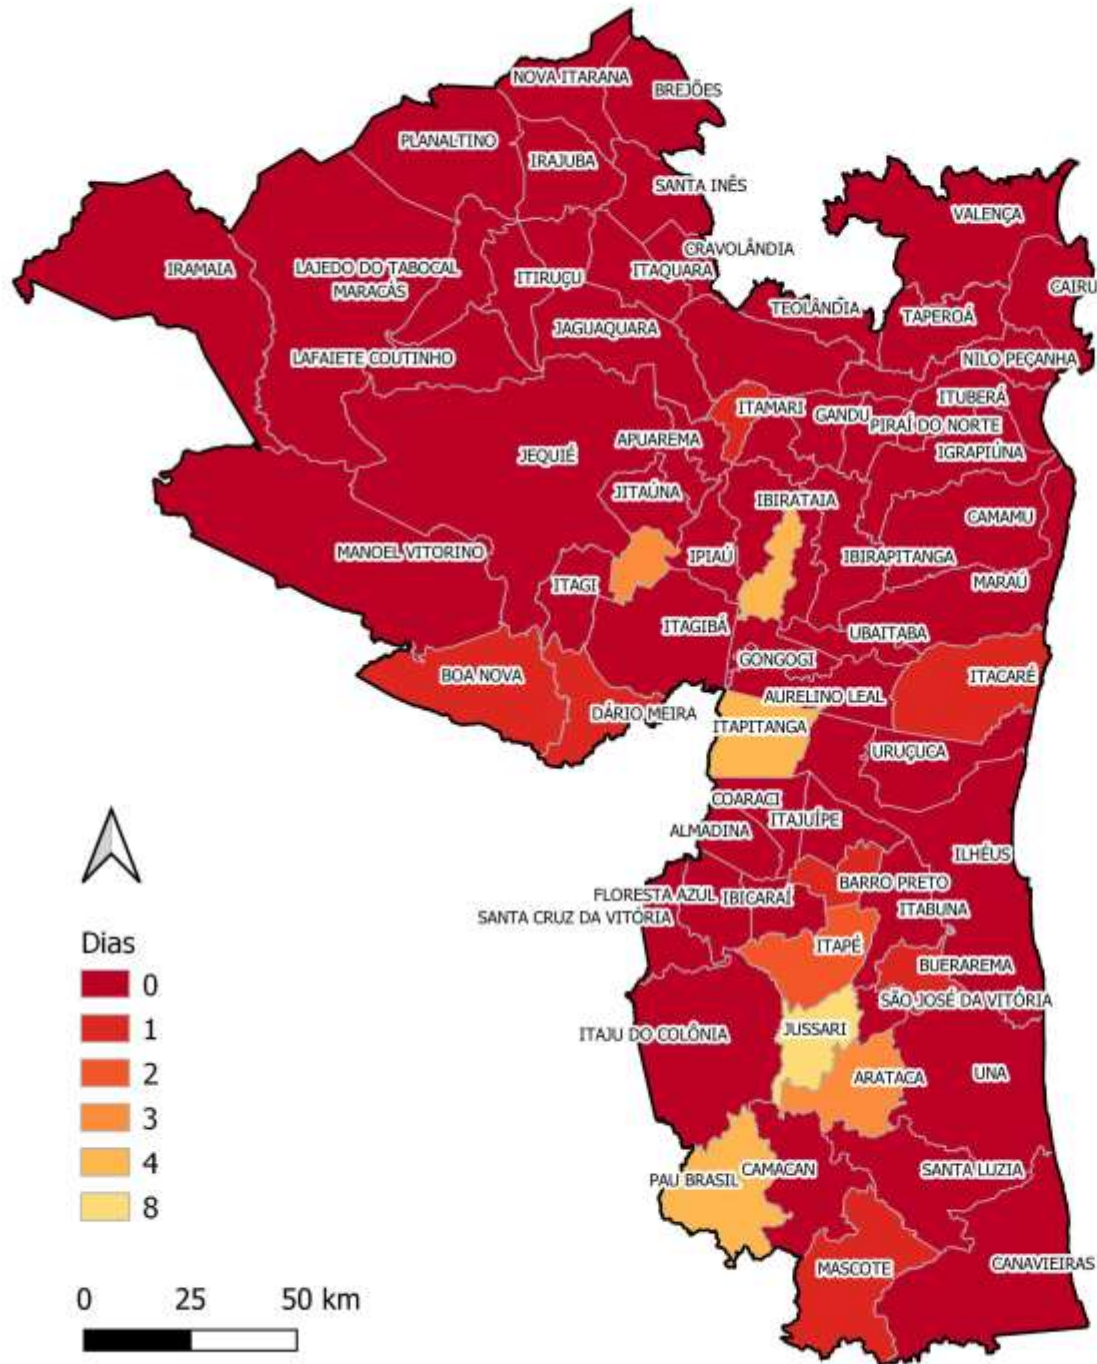 NOVA ITARANA
BREJÕES
PLANALTINO
IRAJUBA
SANTA INÊS
VALENÇA
CRAVOLÂNDIA
IRAMAIA
LAJEDO DO TABOCAL
ITIRUÇU
ITAQUARA
MARACÁS
CAIRU
TEOLÂNDIA
TAPEROÁ
JAGUAQUARA
LAFAIETE COUTINHO
NILO PEÇANHA
ITUBERÁ
ITAMARI
GANDU
PIRAÍ DO NORTE
APUAREMA
JEQUIÉ
IGRAPIÚNA
JITAÚNA
IBIRATAIA
CAMAMU
MANOEL VITORINO
IPIAÚ
IBIRAPITANGA
ITAGI
MARAÚ
ITAGIBÁ
UBAITABA
GONGOGI
BOA NOVA
ITACARÉ
AURELINO LEAL
DÁRIO MEIRA
ITAPITANGA
URUÇUCA
COARACI
ITAJUÍPE
ALMADINA
ILHÉUS
BARRO PRETO
FLORESTA AZUL
IBICARAÍ
ITABUNA
SANTA CRUZ DA VITÓRIA
ITAPÉ
BUERAREMA
SÃO JOSÉ DA VITÓRIA
ITAJU DO COLÔNIA
JUSSARI
ARATACA
UNA
CAMACAN
SANTA LUZIA
PAU BRASIL
MASCOTE
CANAVIEIRAS
Dias
0
1
2
3
4
8
0 25 50 km